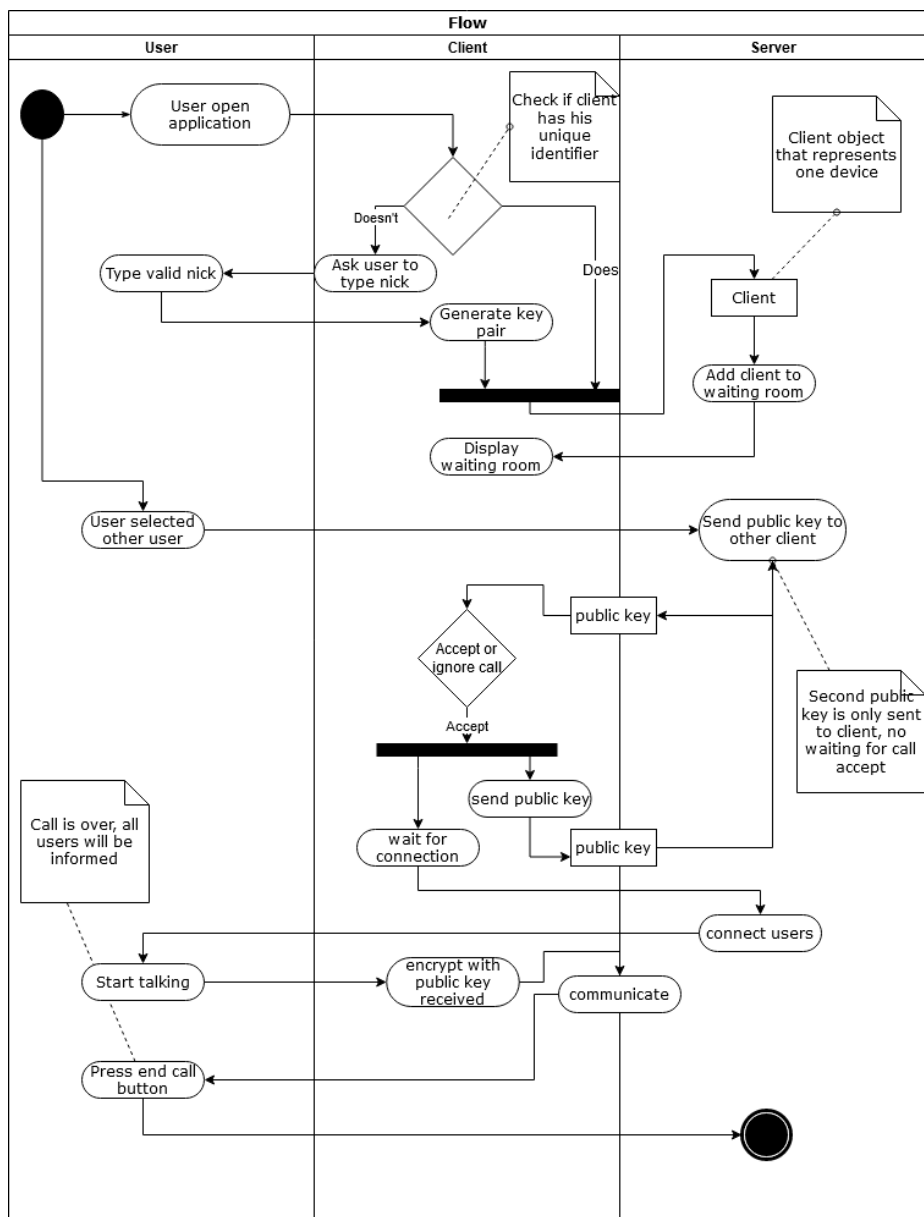 Flow
User
Client
Server
User open
application
Check if client
has his
unique
identifier
Client object
that represents
one device
Doesn't
Does
Type valid nick
Ask user to
type nick
Client
Generate key
pair
Add client to
waiting room
Display
waiting room
User selected
other user
Send public key to
other client
public key
Accept or
ignore call
Accept
Second public
key is only sent
to client, no
waiting for call
accept
send public key
Call is over, all
users will be
informed
wait for
connection
public key
connect users
Start talking
encrypt with
public key
received
communicate
Press end call
button